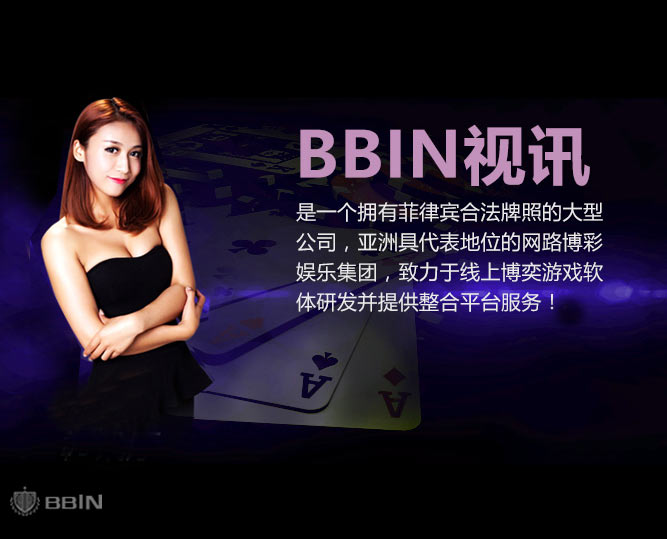 BBIN视讯
是一个拥有菲律宾合法牌照的大型
公司，亚洲具代表地位的网路博彩
娱乐集团，致力于线上博奕游戏软
体研发并提供整合平台服务！
A
A
BBIN